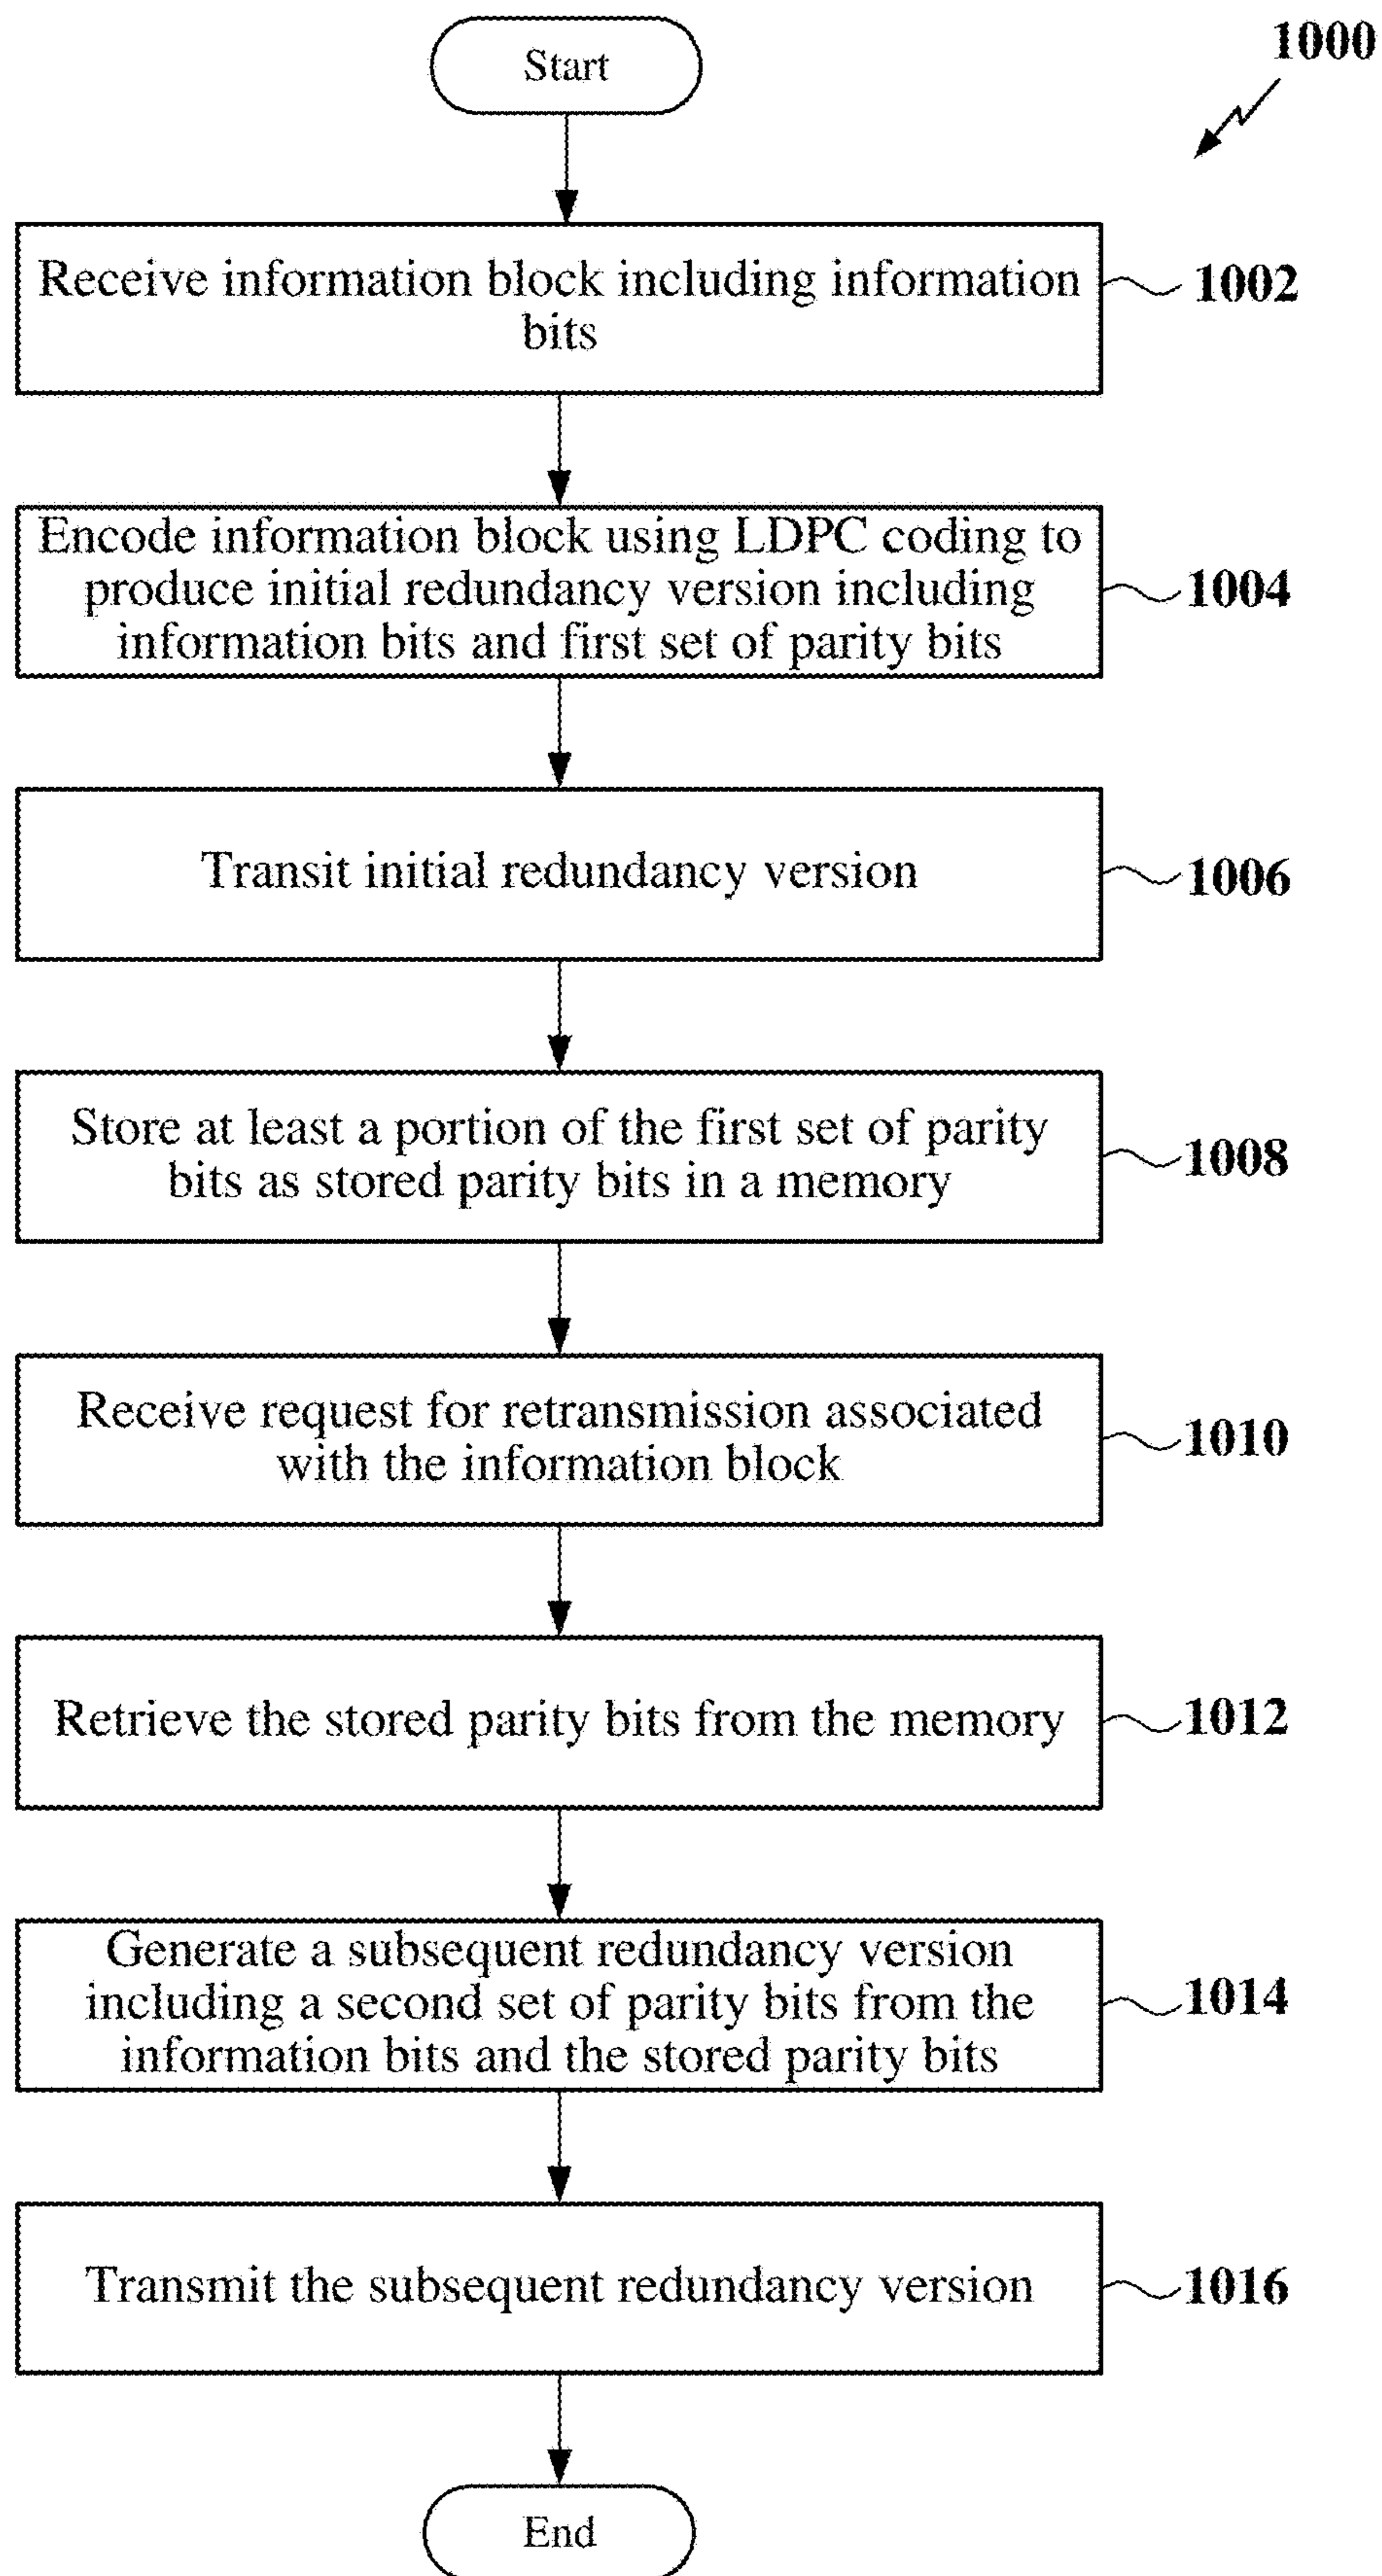 Start
1000
Receive information block including information
bits
1002
Encode information block using LDPC coding to
produce initial redundancy version including
information bits and first set of parity bits
1004
Transit initial redundancy version
1006
Store at least a portion of the first set of parity
bits as stored parity bits in a memory
1008
Receive request for retransmission associated
with the information block
1010
Retrieve the stored parity bits from the memory
1012
Generate a subsequent redundancy version
including a second set of parity bits from the
information bits and the stored parity bits
1014
Transmit the subsequent redundancy version
1016
End